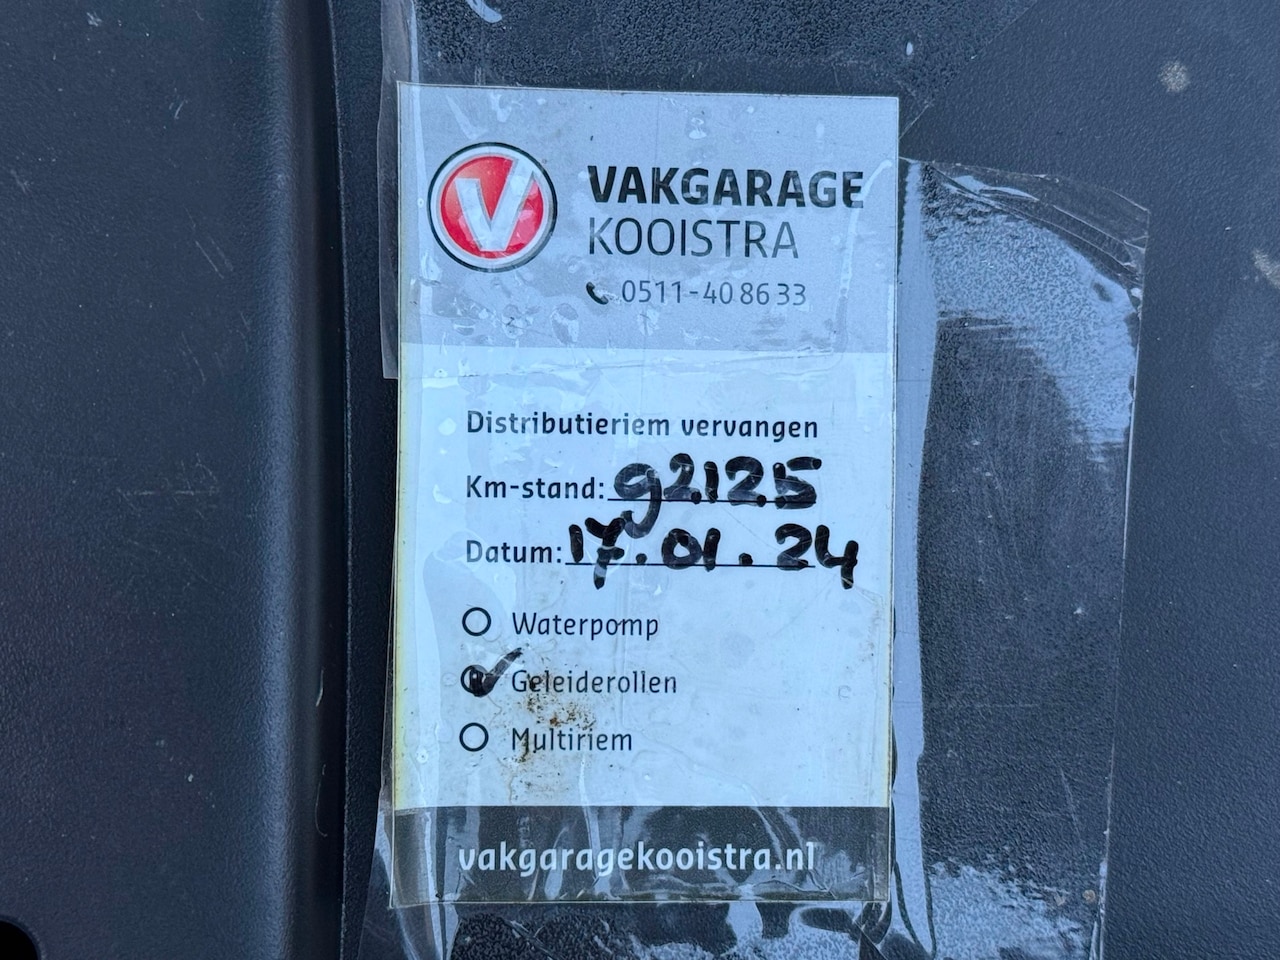 V
VAKGARAGE
KOOISTRA
0511-40 86 33
Distributieriem vervangen
Km-stand: 92125
Datum: 17.01.24
Waterpomp
Geleiderollen
Multiriem
vakgaragekooistra.nl